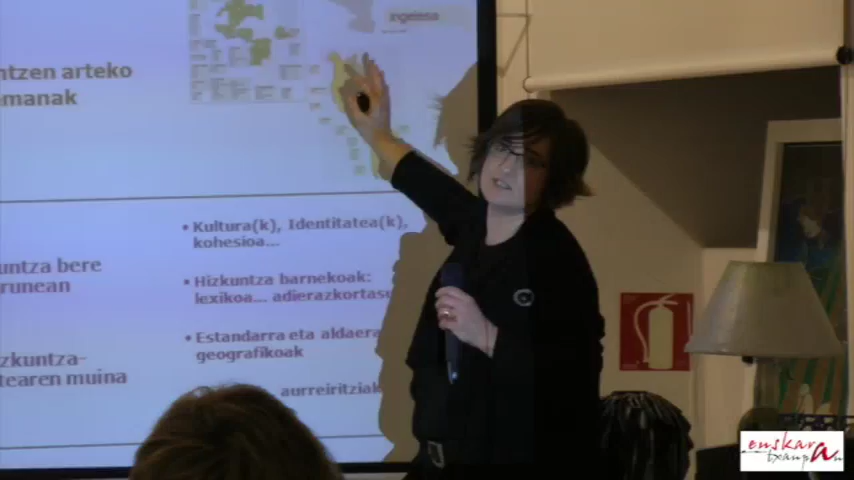 ingelesa
ntzen arteko
emanak
• Kultura(k), Identitatea(k),
kohesioa...
untza bere
runean
• Hizkuntza barnekoak:
lexikoa... adierazkortasu
• Estandarra eta aldaera
geografikoak
zkuntza-
tearen muina
aurreiritziak
euskara
txanpan